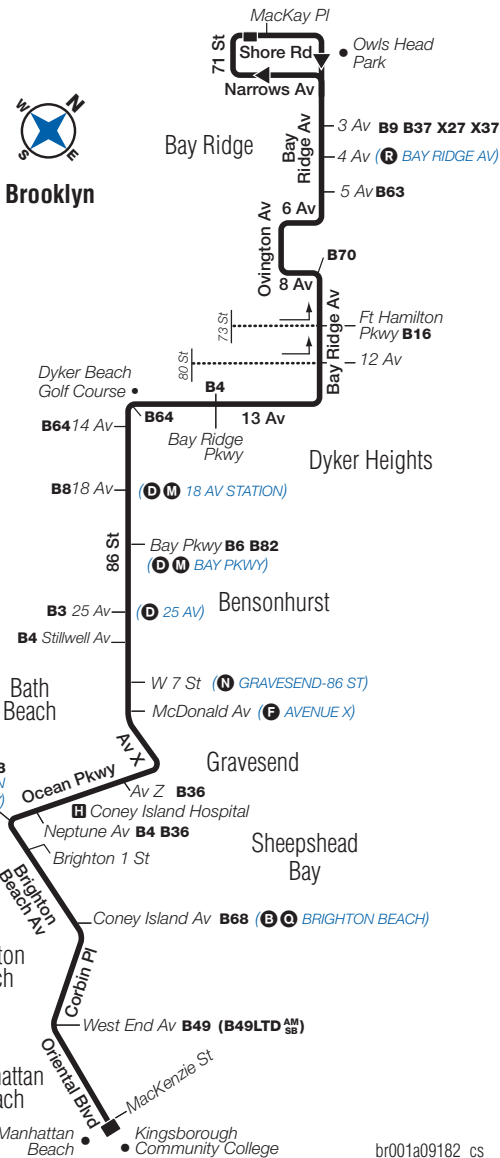 MacKay Pl
71 St
Shore Rd
Owls Head
Park
Narrows Av
N
W
S
E
Brooklyn
Bay Ridge
Bay
Ridge Av
3 Av B9 B37 X27 X37
4 Av (R BAY RIDGE AV)
5 Av B63
6 Av
Ovington Av
B70
8 Av
Bay Ridge Av
73 St
Ft Hamilton
Pkwy B16
80 St
12 Av
Dyker Beach
Golf Course
B4
B64
13 Av
B64 14 Av
Bay Ridge
Pkwy
Dyker Heights
B8 18 Av
(D M 18 AV STATION)
86 St
Bay Pkwy B6 B82
(D M BAY PKWY)
B3 25 Av
(D 25 AV)
Bensonhurst
B4 Stillwell Av
Bath
Beach
W 7 St (N GRAVESEND-86 ST)
McDonald Av (F AVENUE X)
Av X
Gravesend
Ocean Pkwy
Av Z B36
H Coney Island Hospital
Neptune Av B4 B36
Brighton 1 St
Sheepshead
Bay
Brighton
Beach Av
Coney Island Av B68 (B Q BRIGHTON BEACH)
Corbin Pl
West End Av B49 (B49LTD AM SB)
Oriental Blvd
MacKenzie St
Manhattan
Beach
Kingsborough
Community College
br001a09182 cs